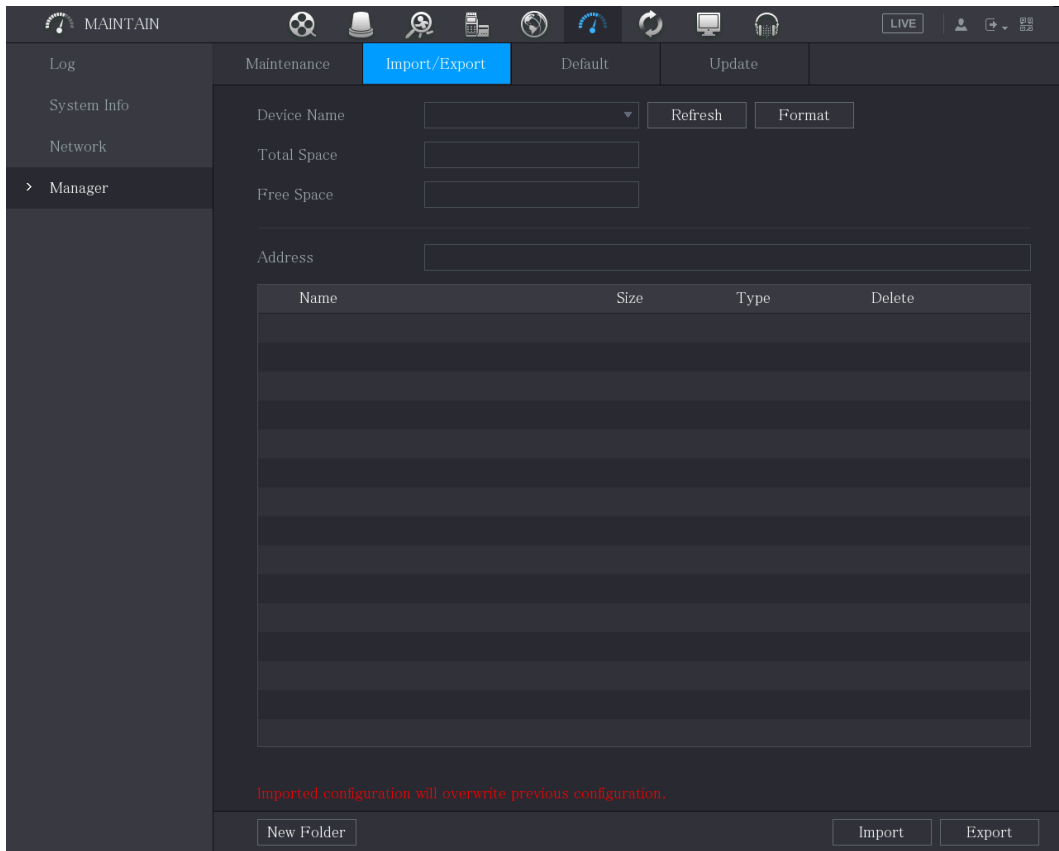 MAINTAIN LIVE
Log
System Info
Network
Manager
Maintenance Import/Export Default Update
Device Name Refresh Format
Total Space
Free Space
Address
Name Size Type Delete
Imported configuration will overwrite previous configuration.
New Folder Import Export